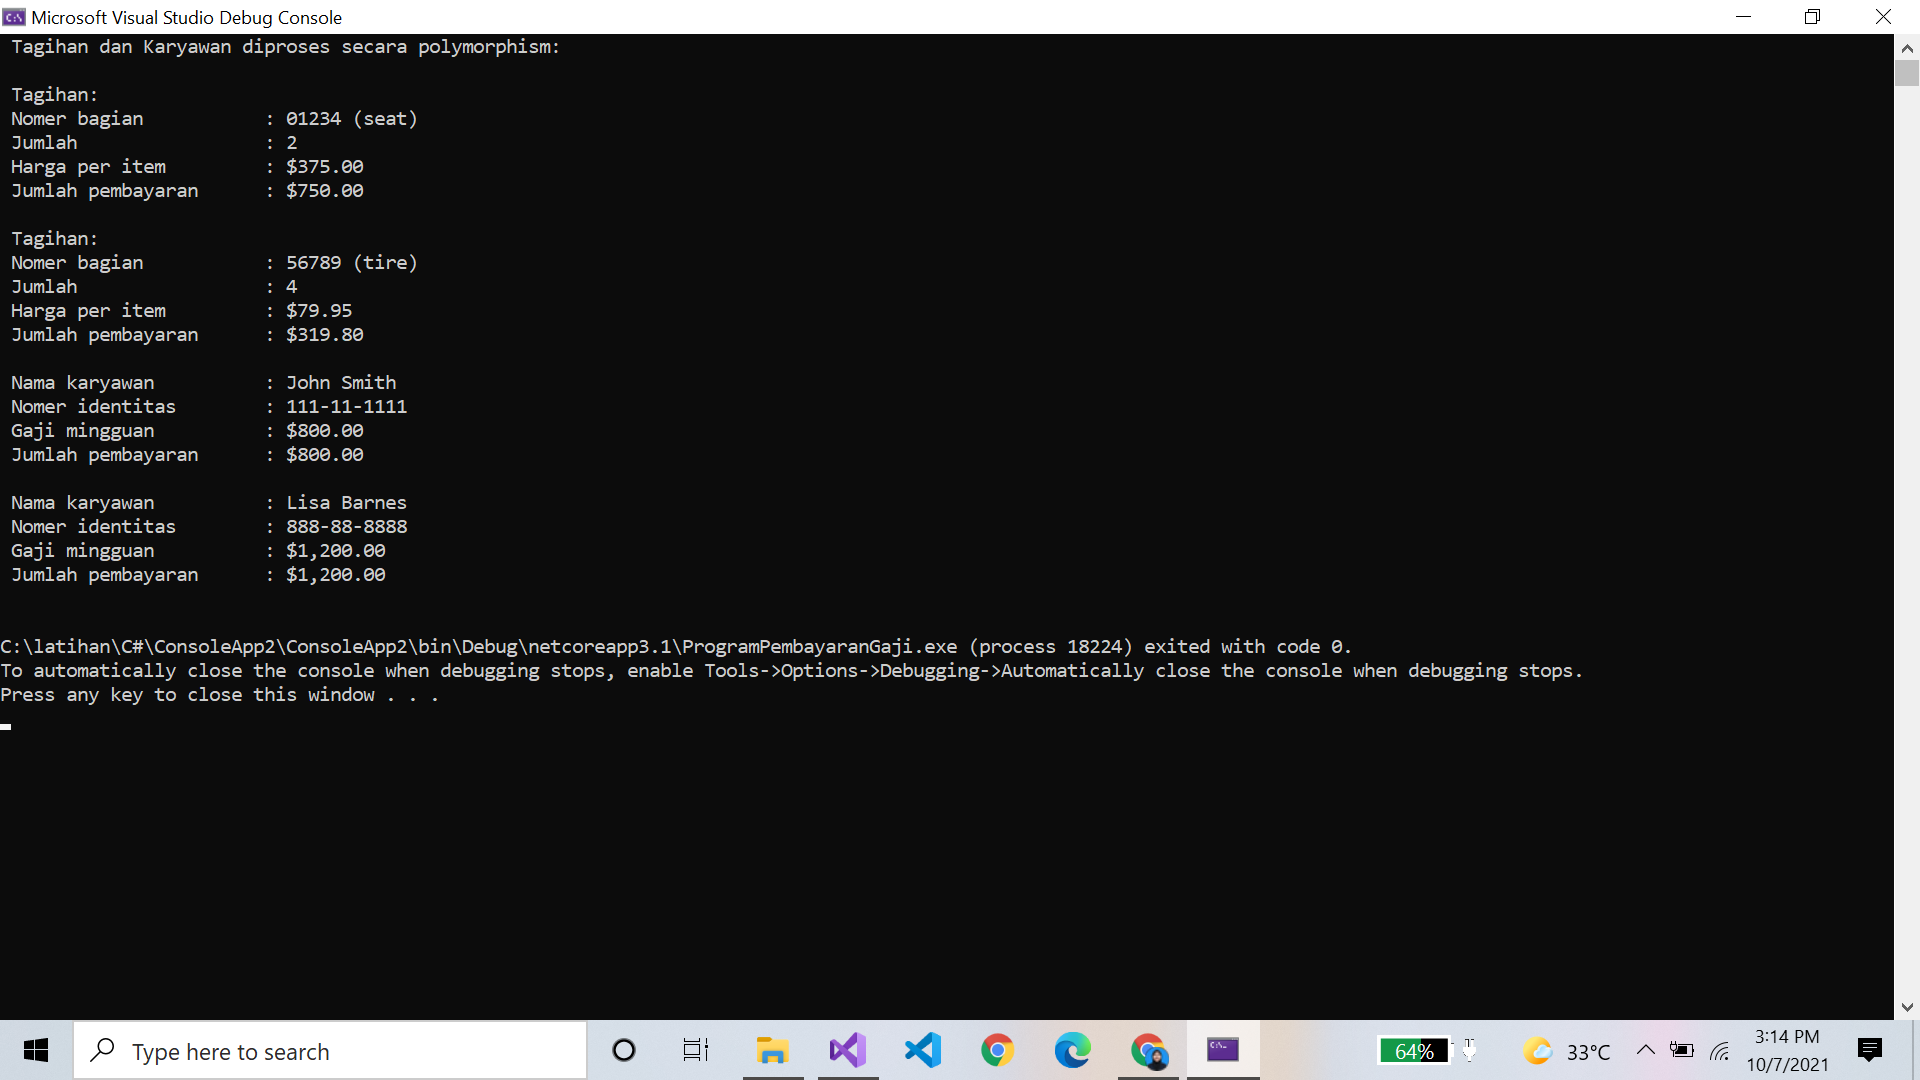 Microsoft Visual Studio Debug Console
Tagihan dan Karyawan diproses secara polymorphism:
Tagihan:
Nomer bagian : 01234 (seat)
Jumlah : 2
Harga per item : $375.00
Jumlah pembayaran : $750.00
Tagihan:
Nomer bagian : 56789 (tire)
Jumlah : 4
Harga per item : $79.95
Jumlah pembayaran : $319.80
Nama karyawan : John Smith
Nomer identitas : 111-11-1111
Gaji mingguan : $800.00
Jumlah pembayaran : $800.00
Nama karyawan : Lisa Barnes
Nomer identitas : 888-88-8888
Gaji mingguan : $1,200.00
Jumlah pembayaran : $1,200.00
C:\latihan\C#\ConsoleApp2\ConsoleApp2\bin\Debug\netcoreapp3.1\ProgramPembayaranGaji.exe (process 18224) exited with code 0.
To automatically close the console when debugging stops, enable Tools->Options->Debugging->Automatically close the console when debugging stops.
Press any key to close this window . . .
Type here to search
64%
33°C
3:14 PM
10/7/2021